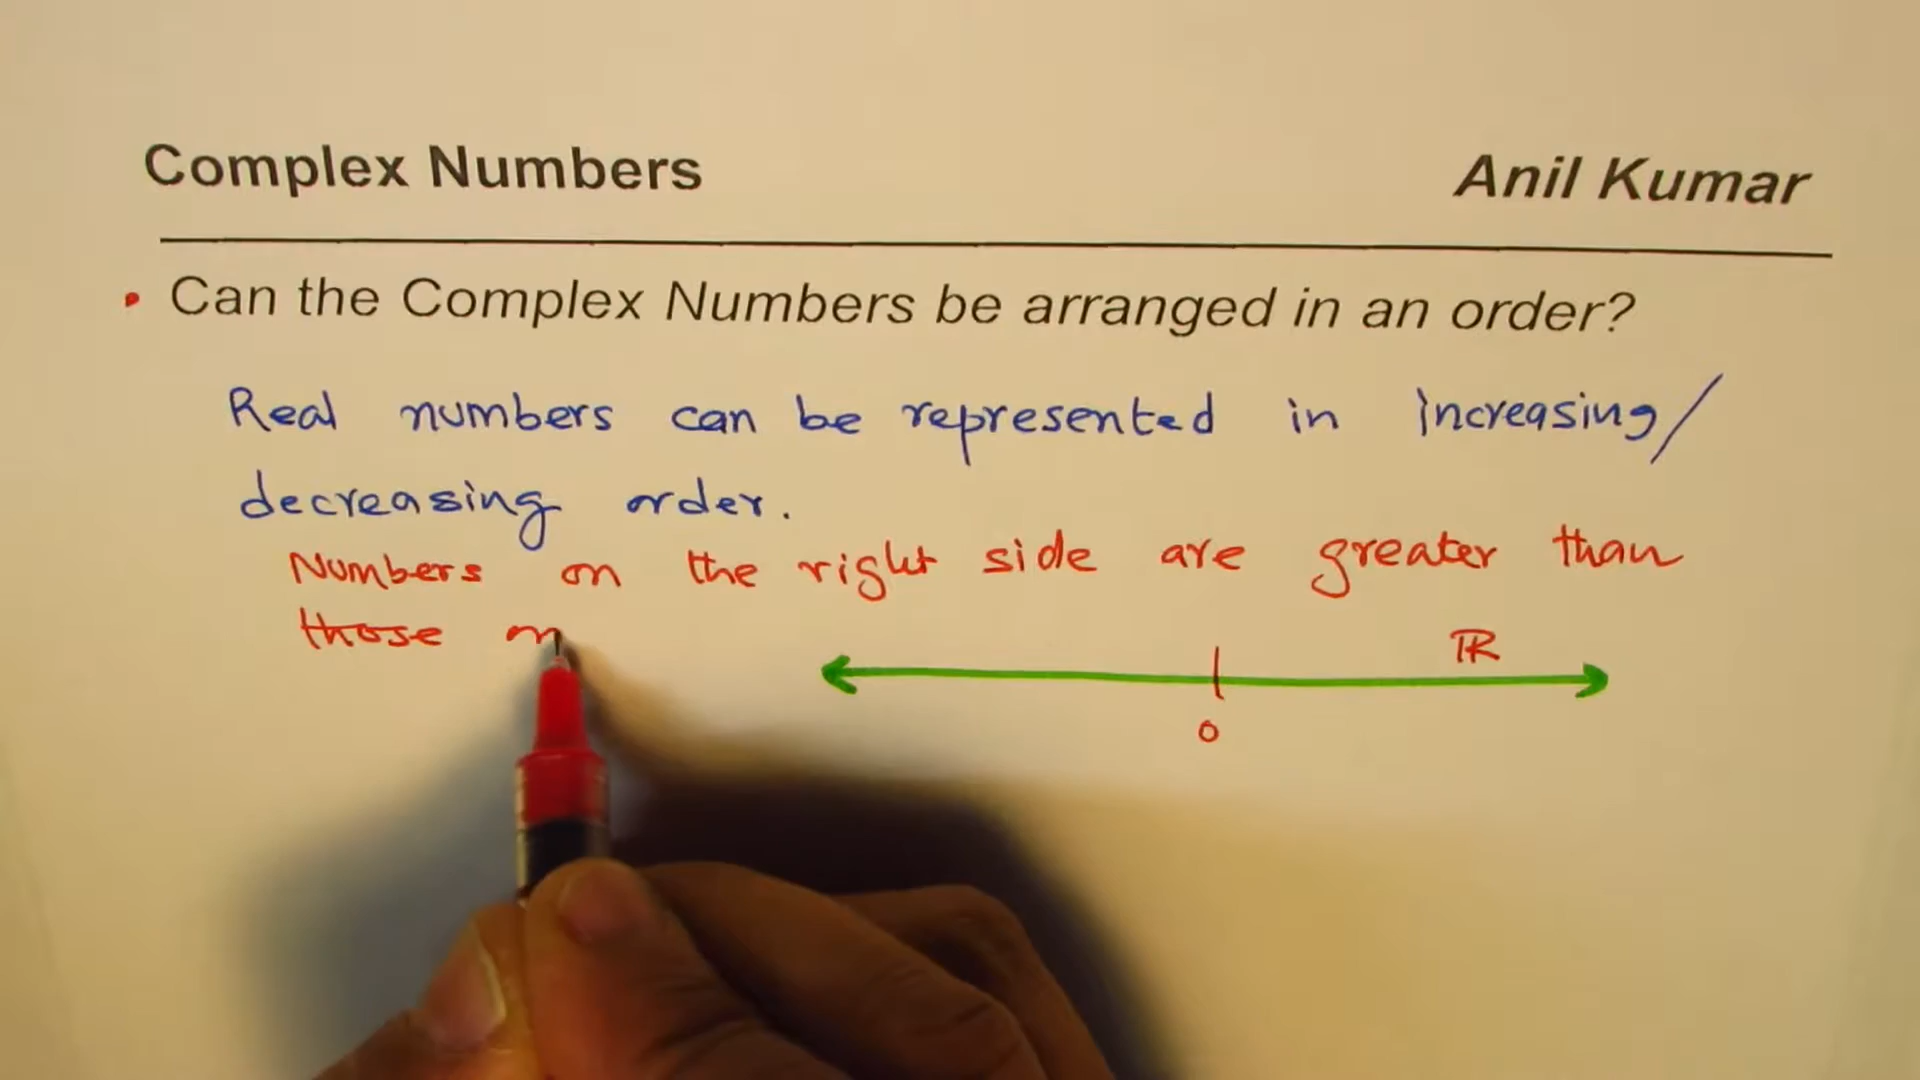 Complex Numbers
Anil Kumar
• Can the Complex Numbers be arranged in an order?
Real numbers can be represented in increasing/
decreasing order.
Numbers on the right side are greater than
those on
R
0